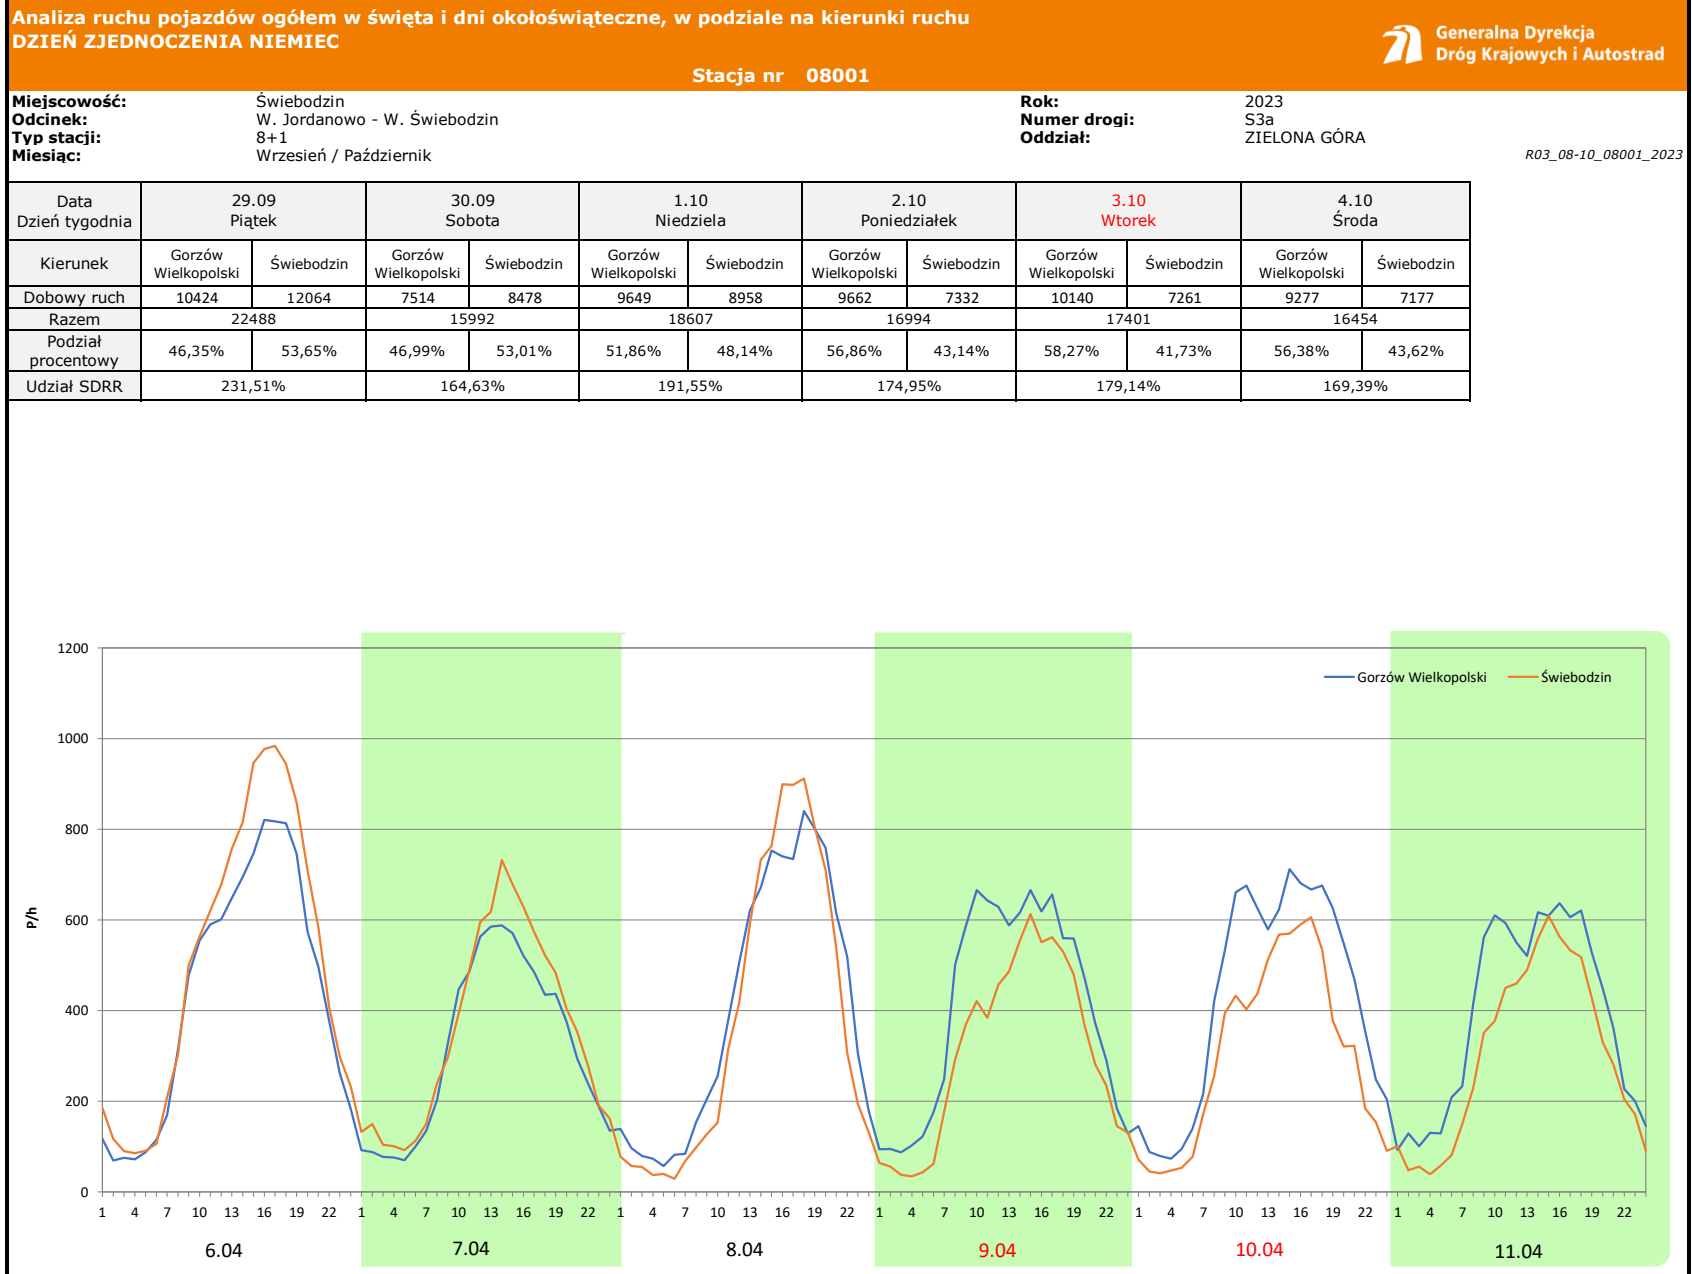 Analiza ruchu pojazdów ogółem w święta i dni okołoświąteczne, w podziale na kierunki ruchu
DZIEŃ ZJEDNOCZENIA NIEMIEC
Generalna Dyrekcja
Dróg Krajowych i Autostrad
Stacja nr 08001
Miejscowość: Świebodzin Rok: 2023
Odcinek: W. Jordanowo - W. Świebodzin Numer drogi: S3a
Typ stacji: 8+1 Oddział: ZIELONA GÓRA
Miesiąc: Wrzesień / Październik R03_08-10_08001_2023
Data 29.09 30.09 1.10 2.10 3.10 4.10
Dzień tygodnia Piątek Sobota Niedziela Poniedziałek Wtorek Środa
Kierunek Gorzów Wielkopolski Świebodzin Gorzów Wielkopolski Świebodzin Gorzów Wielkopolski Świebodzin Gorzów Wielkopolski Świebodzin Gorzów Wielkopolski Świebodzin Gorzów Wielkopolski Świebodzin
Dobowy ruch 10424 12064 7514 8478 9649 8958 9662 7332 10140 7261 9277 7177
Razem 22488 15992 18607 16994 17401 16454
Podział procentowy 46,35% 53,65% 46,99% 53,01% 51,86% 48,14% 56,86% 43,14% 58,27% 41,73% 56,38% 43,62%
Udział SDRR 231,51% 164,63% 191,55% 174,95% 179,14% 169,39%
1200
Gorzów Wielkopolski Świebodzin
1000
800
600
P/h
400
200
0
1 4 7 10 13 16 19 22 1 4 7 10 13 16 19 22 1 4 7 10 13 16 19 22 1 4 7 10 13 16 19 22 1 4 7 10 13 16 19 22 1 4 7 10 13 16 19 22
6.04 7.04 8.04 9.04 10.04 11.04